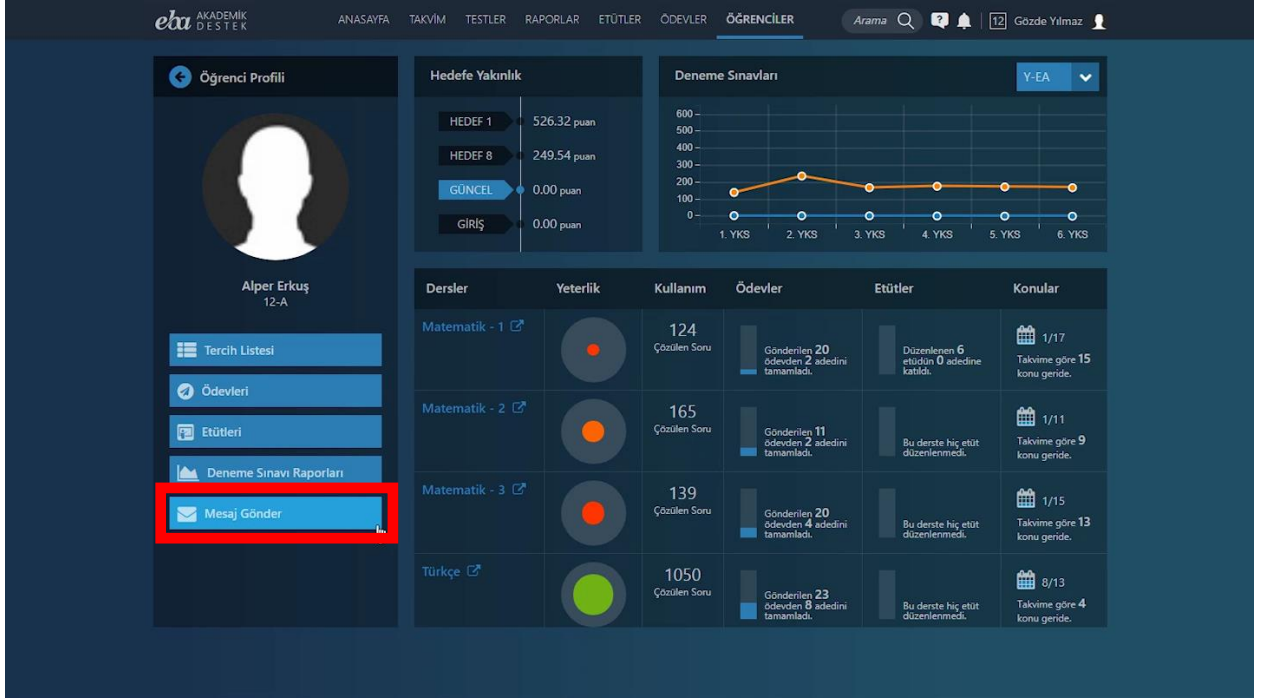 eba AKADEMİK DESTEK
ANASAYFA TAKVİM TESTLER RAPORLAR ETÜTLER ÖDEVLER ÖĞRENCİLER Arama ? 12 Gözde Yılmaz
Öğrenci Profili
Alper Erkuş
12-A
Tercih Listesi
Ödevleri
Etütleri
Deneme Sınavı Raporları
Mesaj Gönder
Hedefe Yakınlık
HEDEF 1 526.32 puan
HEDEF 8 249.54 puan
GÜNCEL 0.00 puan
GİRİŞ 0.00 puan
Deneme Sınavları Y-EA
600
500
400
300
200
100
0
1. YKS 2. YKS 3. YKS 4. YKS 5. YKS 6. YKS
Dersler Yeterlik Kullanım Ödevler Etütler Konular
Matematik - 1
124
Çözülen Soru
Gönderilen 20
ödevden 2 adedini
tamamladı.
Düzenlenen 6
etüdün 0 adedine
katıldı.
1/17
Takvime göre 15
konu geride.
Matematik - 2
165
Çözülen Soru
Gönderilen 11
ödevden 2 adedini
tamamladı.
Bu derste hiç etüt
düzenlenmedi.
1/11
Takvime göre 9
konu geride.
Matematik - 3
139
Çözülen Soru
Gönderilen 20
ödevden 4 adedini
tamamladı.
Bu derste hiç etüt
düzenlenmedi.
1/15
Takvime göre 13
konu geride.
Türkçe
1050
Çözülen Soru
Gönderilen 23
ödevden 8 adedini
tamamladı.
Bu derste hiç etüt
düzenlenmedi.
8/13
Takvime göre 4
konu geride.